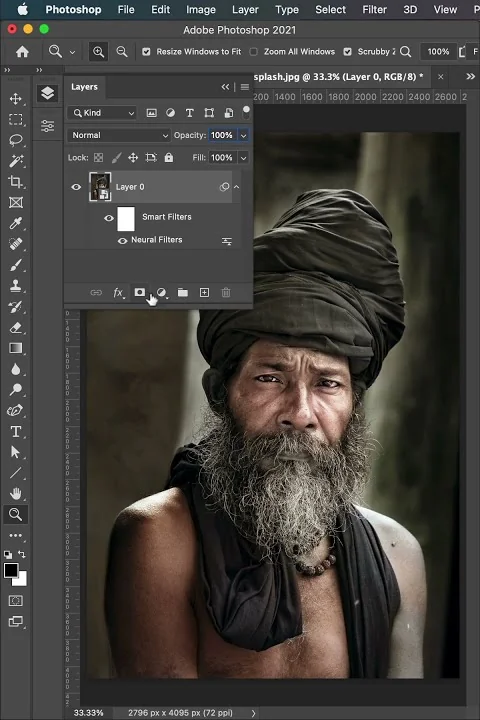 Photoshop File Edit Image Layer Type Select Filter 3D View
Adobe Photoshop 2021
Resize Windows to Fit Zoom All Windows Scrubby Z 100% F
Layers
splash.jpg @ 33.3% (Layer 0, RGB/8) *
1200 1400 1600 1800 2000 2200 2400 2600 2
Kind
Normal Opacity: 100%
Lock: Fill: 100%
Layer 0
Smart Filters
Neural Filters
fx
T
33.33% 2796 px x 4095 px (72 ppi)